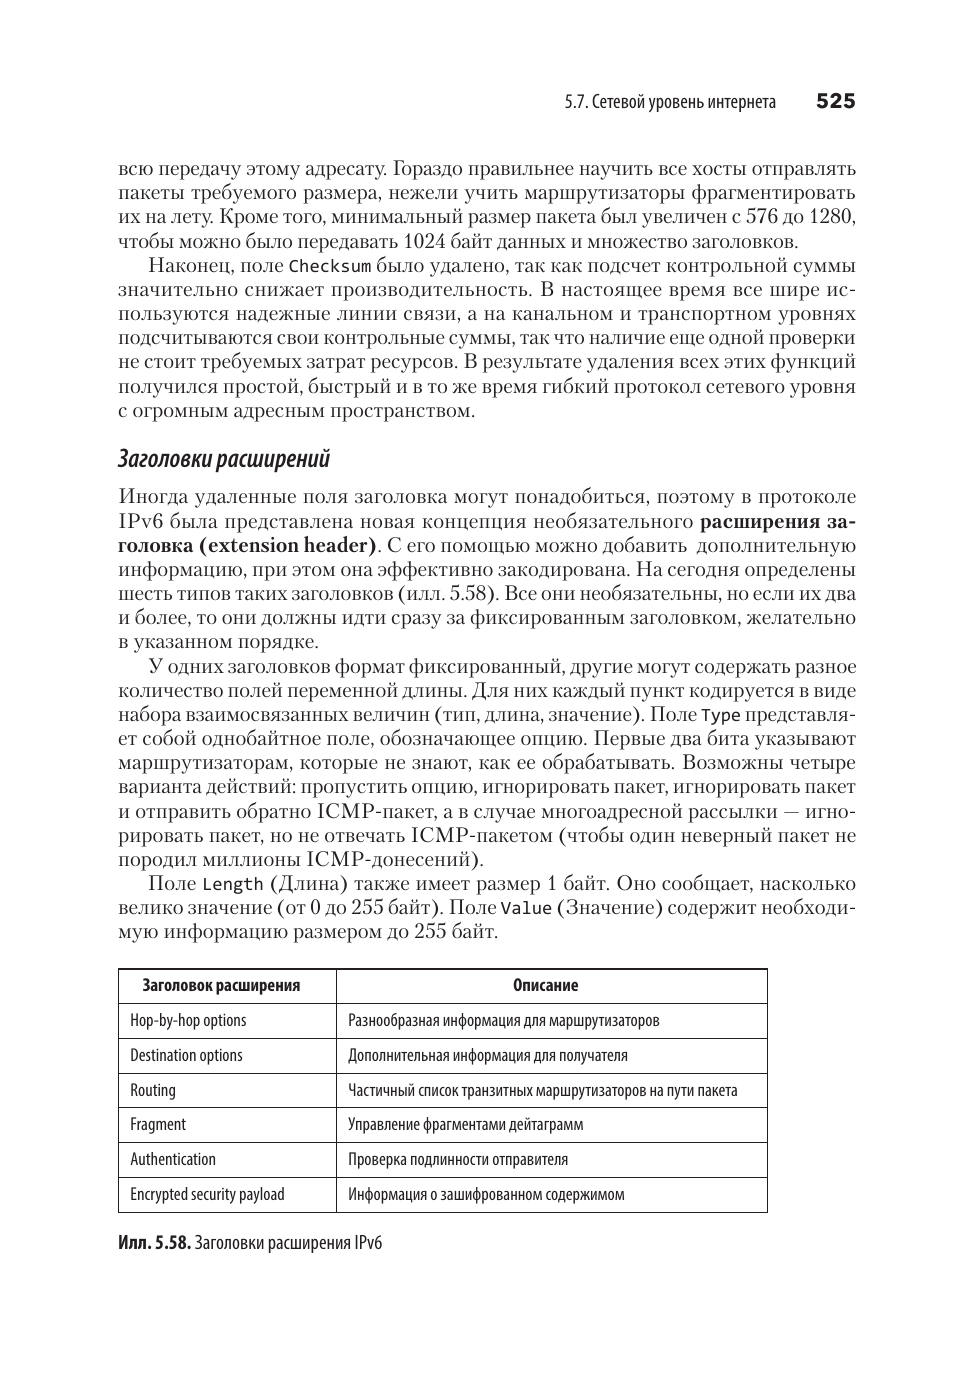 5.7. Сетевой уровень интернета 525
всю передачу этому адресату. Гораздо правильнее научить все хосты отправлять
пакеты требуемого размера, нежели учить маршрутизаторы фрагментировать
их на лету. Кроме того, минимальный размер пакета был увеличен с 576 до 1280,
чтобы можно было передавать 1024 байт данных и множество заголовков.
Наконец, поле Checksum было удалено, так как подсчет контрольной суммы
значительно снижает производительность. В настоящее время все шире ис-
пользуются надежные линии связи, а на канальном и транспортном уровнях
подсчитываются свои контрольные суммы, так что наличие еще одной проверки
не стоит требуемых затрат ресурсов. В результате удаления всех этих функций
получился простой, быстрый и в то же время гибкий протокол сетевого уровня
с огромным адресным пространством.
Заголовки расширений
Иногда удаленные поля заголовка могут понадобиться, поэтому в протоколе
IPv6 была представлена новая концепция необязательного расширения за-
головка (extension header). С его помощью можно добавить дополнительную
информацию, при этом она эффективно закодирована. На сегодня определены
шесть типов таких заголовков (илл. 5.58). Все они необязательны, но если их два
и более, то они должны идти сразу за фиксированным заголовком, желательно
в указанном порядке.
У одних заголовков формат фиксированный, другие могут содержать разное
количество полей переменной длины. Для них каждый пункт кодируется в виде
набора взаимосвязанных величин (тип, длина, значение). Поле Type представля-
ет собой однобайтное поле, обозначающее опцию. Первые два бита указывают
маршрутизаторам, которые не знают, как ее обрабатывать. Возможны четыре
варианта действий: пропустить опцию, игнорировать пакет, игнорировать пакет
и отправить обратно ICMP-пакет, а в случае многоадресной рассылки — игно-
рировать пакет, но не отвечать ICMP-пакетом (чтобы один неверный пакет не
породил миллионы ICMP-донесений).
Поле Length (Длина) также имеет размер 1 байт. Оно сообщает, насколько
велико значение (от 0 до 255 байт). Поле Value (Значение) содержит необходи-
мую информацию размером до 255 байт.
Заголовок расширения Описание
Hop-by-hop options Разнообразная информация для маршрутизаторов
Destination options Дополнительная информация для получателя
Routing Частичный список транзитных маршрутизаторов на пути пакета
Fragment Управление фрагментами дейтаграмм
Authentication Проверка подлинности отправителя
Encrypted security payload Информация о зашифрованном содержимом
Илл. 5.58. Заголовки расширения IPv6